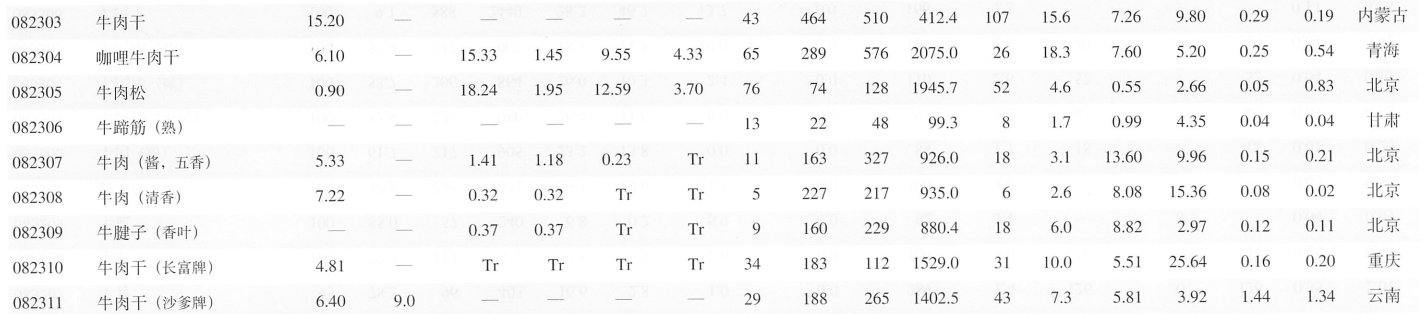 082303 牛肉干 15.20 — — — — — 43 464 510 412.4 107 15.6 7.26 9.80 0.29 0.19 内蒙古
082304 咖哩牛肉干 6.10 — 15.33 1.45 9.55 4.33 65 289 576 2075.0 26 18.3 7.60 5.20 0.25 0.54 青海
082305 牛肉松 0.90 — 18.24 1.95 12.59 3.70 76 74 128 1945.7 52 4.6 0.55 2.66 0.05 0.83 北京
082306 牛蹄筋（熟） — — — — — — 13 22 48 99.3 8 1.7 0.99 4.35 0.04 0.04 甘肃
082307 牛肉（酱，五香） 5.33 — 1.41 1.18 0.23 Tr 11 163 327 926.0 18 3.1 13.60 9.96 0.15 0.21 北京
082308 牛肉（清香） 7.22 — 0.32 0.32 Tr Tr 5 227 217 935.0 6 2.6 8.08 15.36 0.08 0.02 北京
082309 牛腱子（香叶） — — 0.37 0.37 Tr Tr 9 160 229 880.4 18 6.0 8.82 2.97 0.12 0.11 北京
082310 牛肉干（长富牌） 4.81 — Tr Tr Tr Tr 34 183 112 1529.0 31 10.0 5.51 25.64 0.16 0.20 重庆
082311 牛肉干（沙爹牌） 6.40 9.0 — — — — 29 188 265 1402.5 43 7.3 5.81 3.92 1.44 1.34 云南